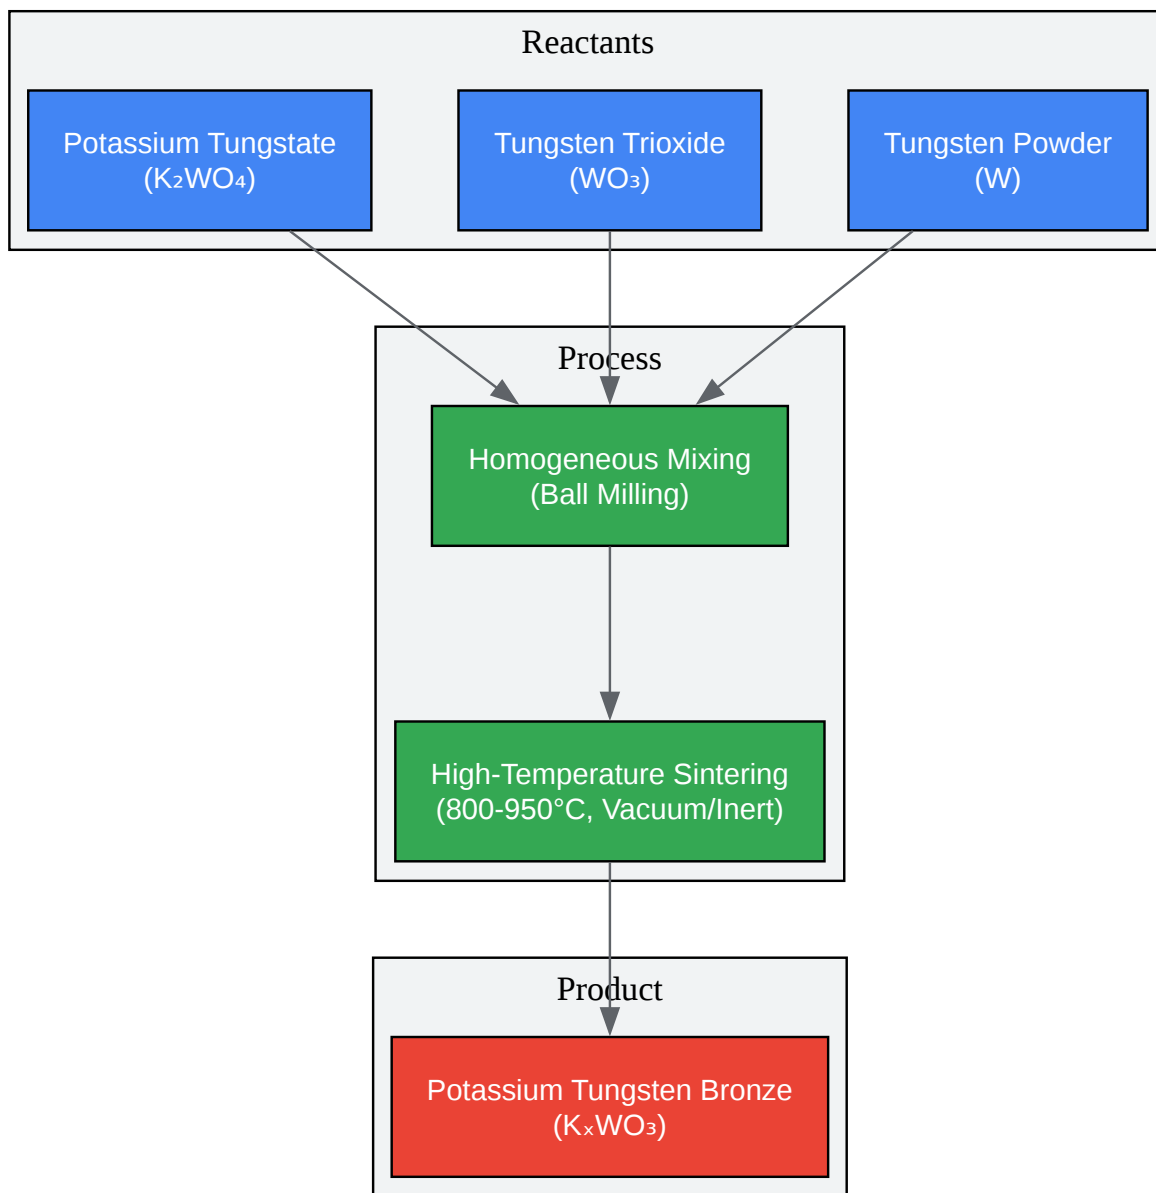 Reactants
Potassium Tungstate
(K₂WO₄)
Tungsten Trioxide
(WO₃)
Tungsten Powder
(W)
Process
Homogeneous Mixing
(Ball Milling)
High-Temperature Sintering
(800-950°C, Vacuum/Inert)
Product
Potassium Tungsten Bronze
(KₓWO₃)